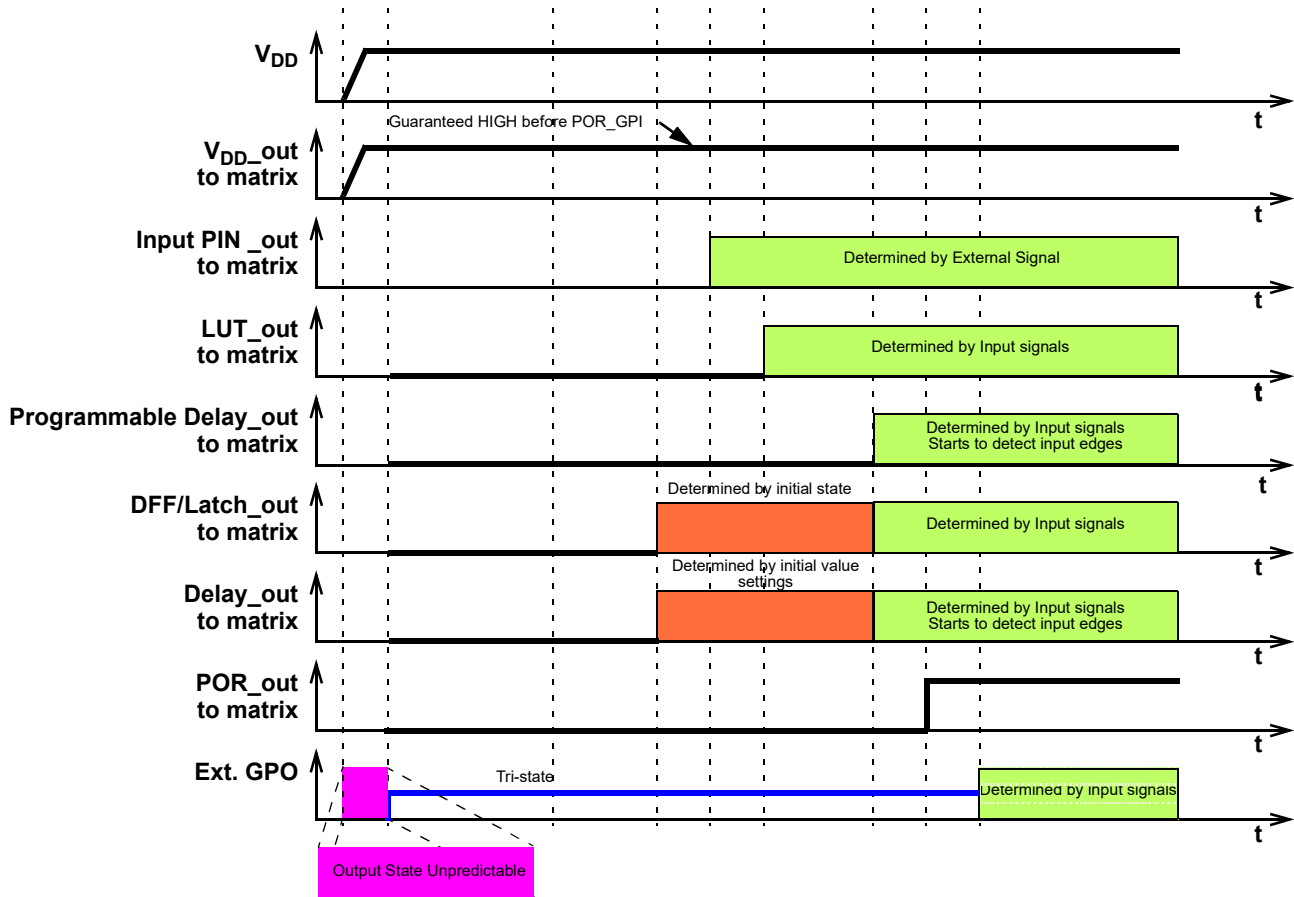 V_DD
t
Guaranteed HIGH before POR_GPI
V_DD_out
to matrix
t
Input PIN _out
to matrix
Determined by External Signal
t
LUT_out
to matrix
Determined by Input signals
t
Programmable Delay_out
to matrix
Determined by Input signals
Starts to detect input edges
t
Determined by initial state
DFF/Latch_out
to matrix
Determined by Input signals
t
Determined by initial value
settings
Delay_out
to matrix
Determined by Input signals
Starts to detect input edges
t
POR_out
to matrix
t
Ext. GPO
Tri-state
Determined by input signals
t
Output State Unpredictable